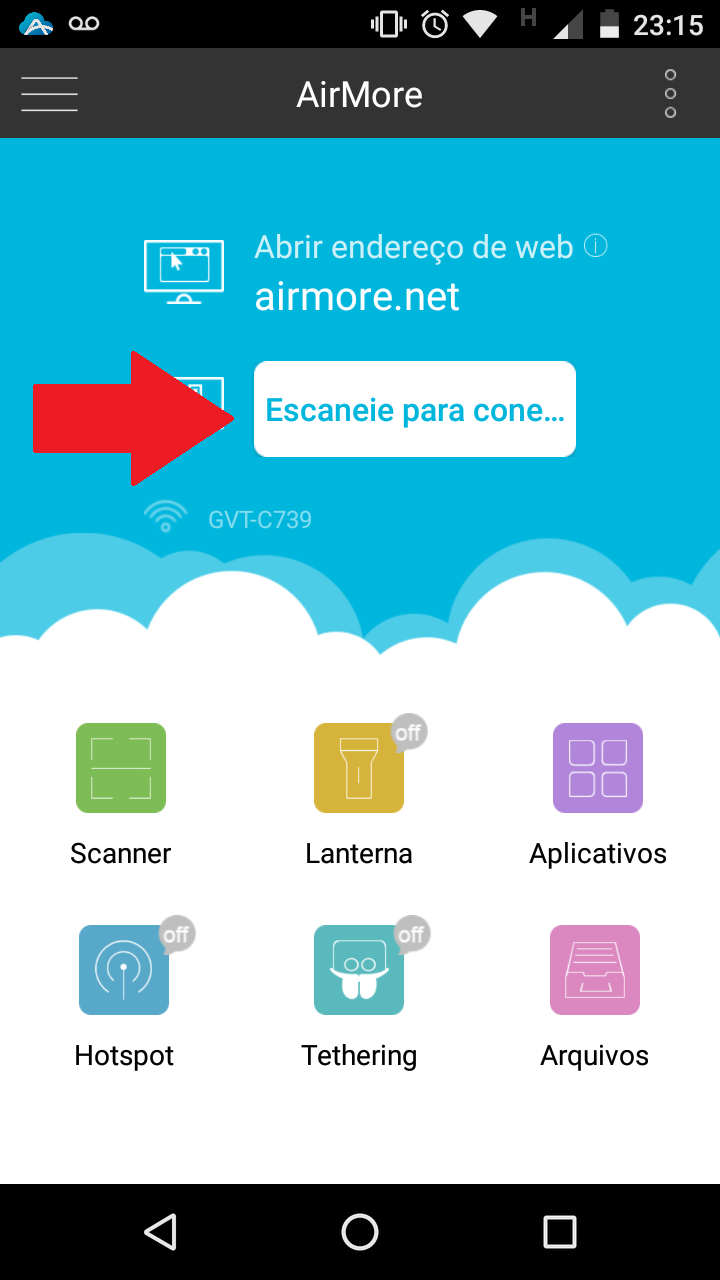 H
23:15
AirMore
Abrir endereço de web
airmore.net
Escaneie para cone...
GVT-C739
off
Scanner
Lanterna
Aplicativos
off
off
Hotspot
Tethering
Arquivos